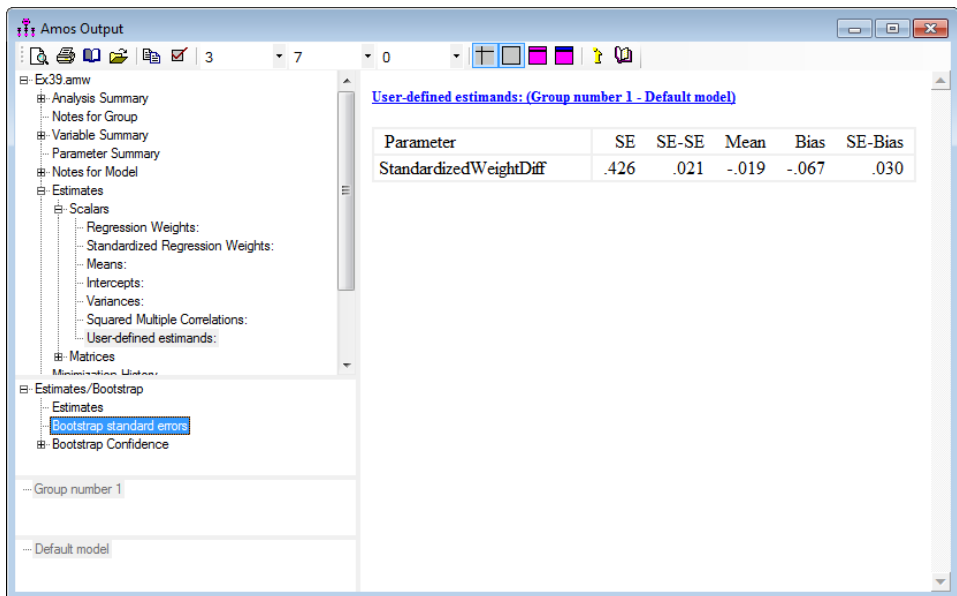 Amos Output
3 7 0
Ex39.amw
Analysis Summary
Notes for Group
Variable Summary
Parameter Summary
Notes for Model
Estimates
Scalars
Regression Weights:
Standardized Regression Weights:
Means:
Intercepts:
Variances:
Squared Multiple Correlations:
User-defined estimands:
Matrices
Minimization History
Estimates/Bootstrap
Estimates
Bootstrap standard errors
Bootstrap Confidence
Group number 1
Default model
User-defined estimands: (Group number 1 - Default model)
Parameter SE SE-SE Mean Bias SE-Bias
StandardizedWeightDiff .426 .021 -.019 -.067 .030